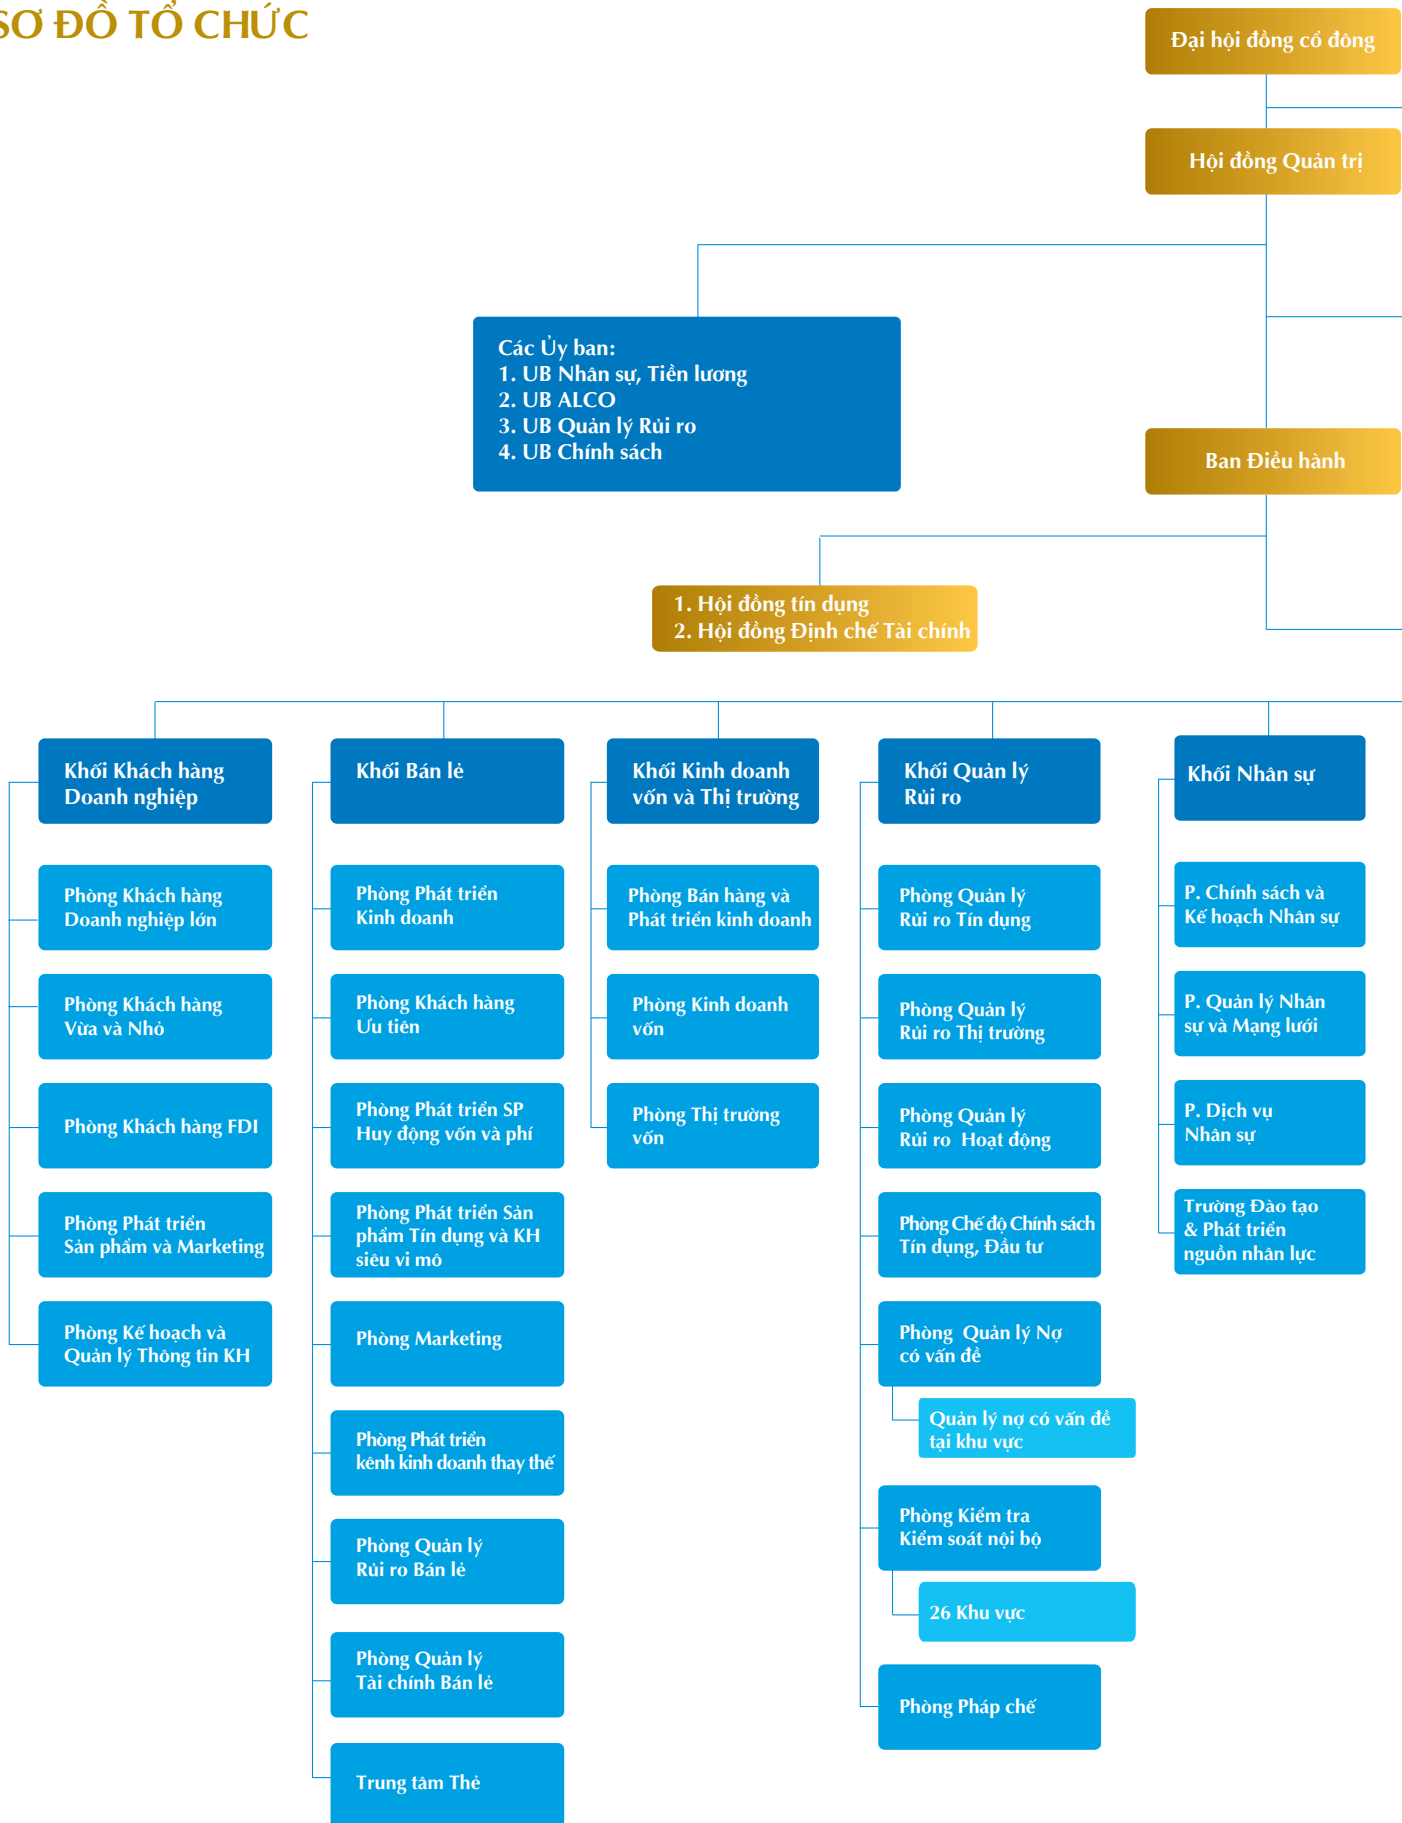 SƠ ĐỒ TỔ CHỨC
Đại hội đồng cổ đông
Hội đồng Quản trị
Các Ủy ban:
1. UB Nhân sự, Tiền lương
2. UB ALCO
3. UB Quản lý Rủi ro
4. UB Chính sách
Ban Điều hành
1. Hội đồng tín dụng
2. Hội đồng Định chế Tài chính
Khối Khách hàng
Doanh nghiệp
Phòng Khách hàng
Doanh nghiệp lớn
Phòng Khách hàng
Vừa và Nhỏ
Phòng Khách hàng FDI
Phòng Phát triển
Sản phẩm và Marketing
Phòng Kế hoạch và
Quản lý Thông tin KH
Khối Bán lẻ
Phòng Phát triển
Kinh doanh
Phòng Khách hàng
Ưu tiên
Phòng Phát triển SP
Huy động vốn và phí
Phòng Phát triển Sản
phẩm Tín dụng và KH
siêu vi mô
Phòng Marketing
Phòng Phát triển
kênh kinh doanh thay thế
Phòng Quản lý
Rủi ro Bán lẻ
Phòng Quản lý
Tài chính Bán lẻ
Trung tâm Thẻ
Khối Kinh doanh
vốn và Thị trường
Phòng Bán hàng và
Phát triển kinh doanh
Phòng Kinh doanh
vốn
Phòng Thị trường
vốn
Khối Quản lý
Rủi ro
Phòng Quản lý
Rủi ro Tín dụng
Phòng Quản lý
Rủi ro Thị trường
Phòng Quản lý
Rủi ro Hoạt động
Phòng Chế độ Chính sách
Tín dụng, Đầu tư
Phòng Quản lý Nợ
có vấn đề
Quản lý nợ có vấn đề
tại khu vực
Phòng Kiểm tra
Kiểm soát nội bộ
26 Khu vực
Phòng Pháp chế
Khối Nhân sự
P. Chính sách và
Kế hoạch Nhân sự
P. Quản lý Nhân
sự và Mạng lưới
P. Dịch vụ
Nhân sự
Trường Đào tạo
& Phát triển
nguồn nhân lực